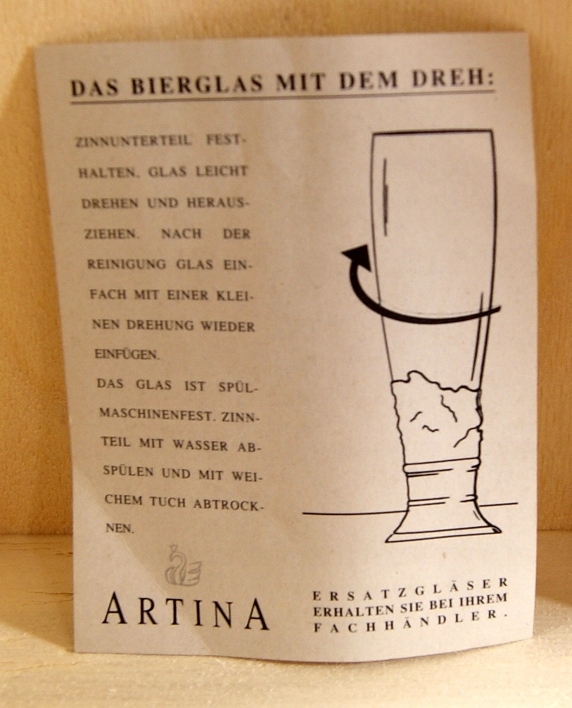 DAS BIERGLAS MIT DEM DREH:
ZINNUNTERTEIL FEST-
HALTEN. GLAS LEICHT
DREHEN UND HERAUS-
ZIEHEN. NACH DER
REINIGUNG GLAS EIN-
FACH MIT EINER KLEI-
NEN DREHUNG WIEDER
EINFÜGEN.
DAS GLAS IST SPÜL-
MASCHINENFEST. ZINN-
TEIL MIT WASSER AB-
SPÜLEN UND MIT WEI-
CHEM TUCH ABTROCK-
NEN.
ARTINA
ERSATZGLÄSER
ERHALTEN SIE BEI IHREM
FACHHÄNDLER.